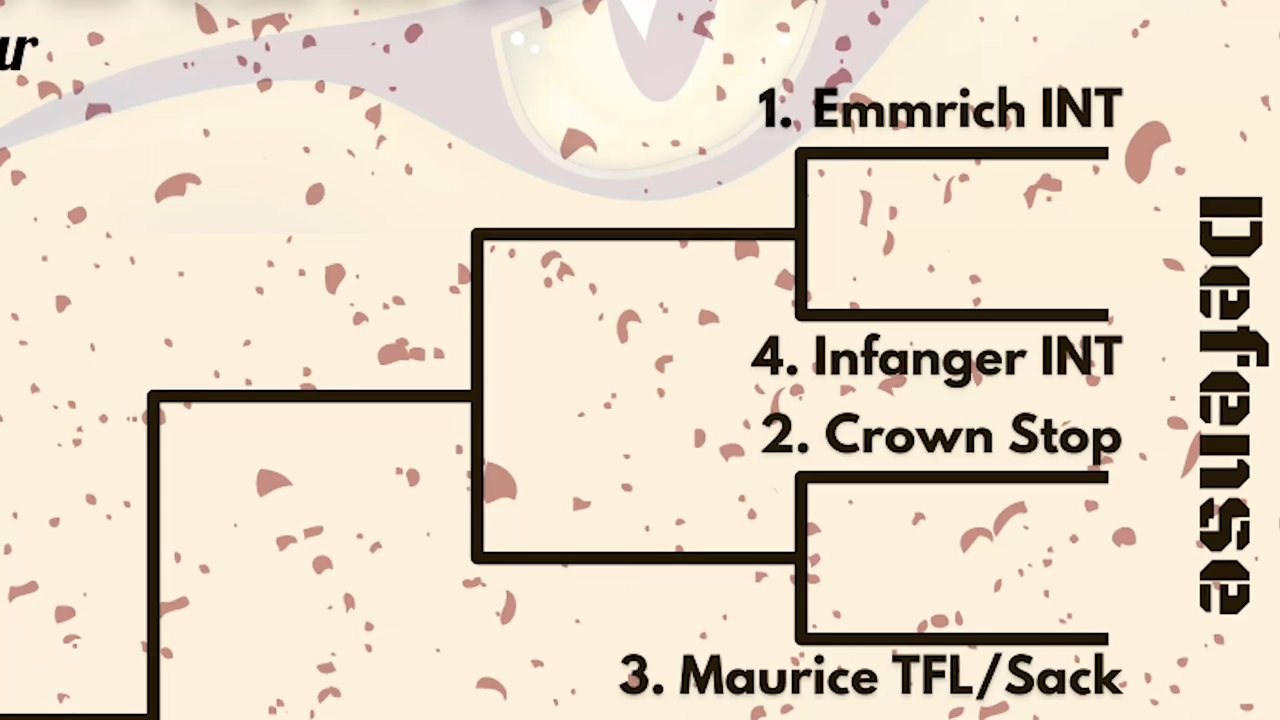 ur
1. Emmrich INT
4. Infanger INT
2. Crown Stop
3. Maurice TFL/Sack
Defense